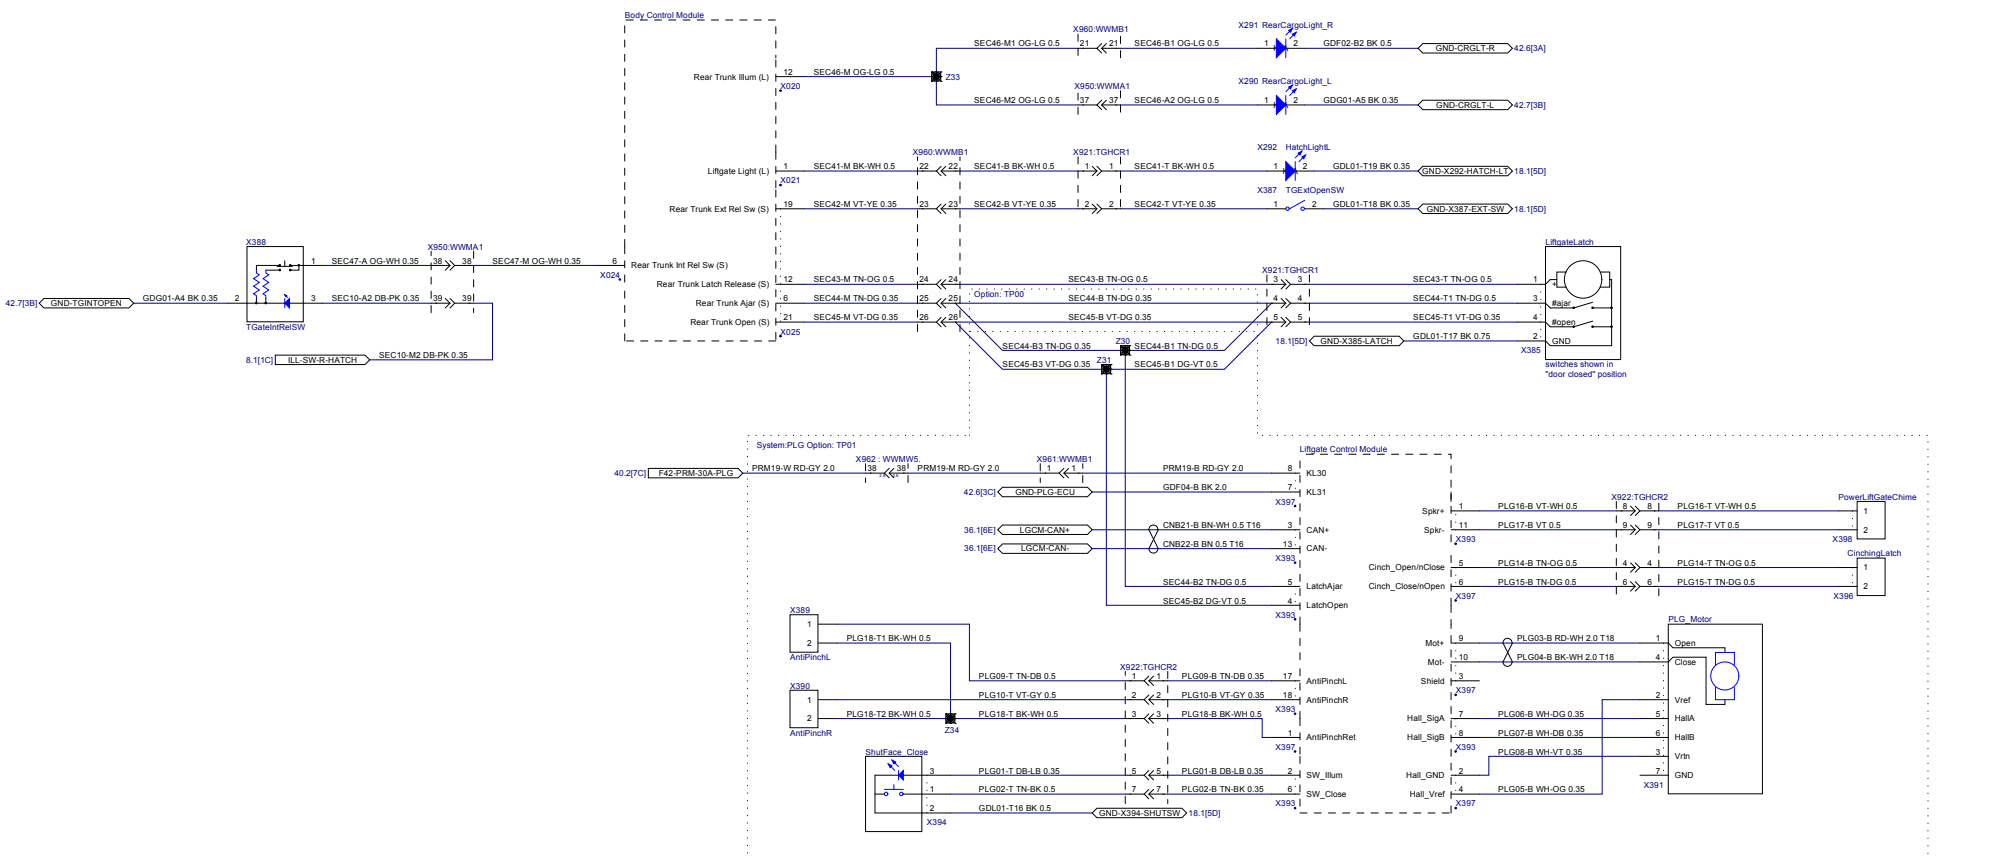 Body Control Module
Rear Trunk Illum (L) 12 X020 SEC46-M OG-LG 0.5 Z33
SEC46-M1 OG-LG 0.5 X960:WWMB1 21 21 SEC46-B1 OG-LG 0.5 X291 RearCargoLight_R 1 2 GDF02-B2 BK 0.5 GND-CRGLT-R 42.6[3A]
SEC46-M2 OG-LG 0.5 X950:WWMA1 37 37 SEC46-A2 OG-LG 0.5 X290 RearCargoLight_L 1 2 GDG01-A5 BK 0.35 GND-CRGLT-L 42.7[3B]
X960:WWMB1 X921:TGHCR1 X292 HatchLightL
Liftgate Light (L) 1 X021 SEC41-M BK-WH 0.5 22 22 SEC41-B BK-WH 0.5 1 1 SEC41-T BK-WH 0.5 1 2 GDL01-T19 BK 0.35 GND-X292-HATCH-LT 18.1[5D]
X387 TGExtOpenSW
Rear Trunk Ext Rel Sw (S) 19 SEC42-M VT-YE 0.35 23 23 SEC42-B VT-YE 0.35 2 2 SEC42-T VT-YE 0.35 1 2 GDL01-T18 BK 0.35 GND-X387-EXT-SW 18.1[5D]
X388 X950:WWMA1
1 SEC47-A OG-WH 0.35 38 38 SEC47-M OG-WH 0.35 6 X024 Rear Trunk Int Rel Sw (S)
42.7[3B] GND-TGINTOPEN GDG01-A4 BK 0.35 2 3 SEC10-A2 DB-PK 0.35 39 39
TGateIntRelSW
8.1[1C] ILL-SW-R-HATCH SEC10-M2 DB-PK 0.35
X921:TGHCR1 LiftgateLatch
Rear Trunk Latch Release (S) 12 SEC43-M TN-OG 0.5 24 24 SEC43-B TN-OG 0.5 3 3 SEC43-T TN-OG 0.5 1 +
Option: TP00
Rear Trunk Ajar (S) 6 SEC44-M TN-DG 0.35 25 25 SEC44-B TN-DG 0.35 4 4 SEC44-T1 TN-DG 0.5 3 #ajar
Rear Trunk Open (S) 21 X025 SEC45-M VT-DG 0.35 26 26 SEC45-B VT-DG 0.35 5 5 SEC45-T1 VT-DG 0.5 4 #open
18.1[5D] GND-X385-LATCH GDL01-T17 BK 0.75 2 GND X385
switches shown in
"door closed" position
SEC44-B3 TN-DG 0.35 Z30 SEC44-B1 TN-DG 0.5
SEC45-B3 VT-DG 0.35 Z31 SEC45-B1 DG-VT 0.5
System:PLG Option: TP01
Liftgate Control Module
40.2[7C] F42-PRM-30A-PLG PRM19-W RD-GY 2.0 X962 : WWMW5. 38 38 PRM19-M RD-GY 2.0 X961:WWMB1 1 1 PRM19-B RD-GY 2.0 8 KL30
42.6[3C] GND-PLG-ECU GDF04-B BK 2.0 7 KL31 X397
36.1[6E] LGCM-CAN+ CNB21-B BN-WH 0.5 T16 3 CAN+
36.1[6E] LGCM-CAN- CNB22-B BN 0.5 T16 13 CAN- X393
SEC44-B2 TN-DG 0.5 5 LatchAjar
SEC45-B2 DG-VT 0.5 4 LatchOpen X393
X922:TGHCR2 PowerLiftGateChime
Spkr+ 1 PLG16-B VT-WH 0.5 8 8 PLG16-T VT-WH 0.5 1
Spkr- 11 X393 PLG17-B VT 0.5 9 9 PLG17-T VT 0.5 2 X398
CinchingLatch
Cinch_Open/nClose 5 PLG14-B TN-OG 0.5 4 4 PLG14-T TN-OG 0.5 1
Cinch_Close/nOpen 6 X397 PLG15-B TN-DG 0.5 6 6 PLG15-T TN-DG 0.5 2 X396
X389
1
2 PLG18-T1 BK-WH 0.5
AntiPinchL
X922:TGHCR2
PLG09-T TN-DB 0.5 1 1 PLG09-B TN-DB 0.35 17 AntiPinchL
X390
1 PLG10-T VT-GY 0.5 2 2 PLG10-B VT-GY 0.35 18 AntiPinchR X393
2 PLG18-T2 BK-WH 0.5 Z34 PLG18-T BK-WH 0.5 3 3 PLG18-B BK-WH 0.5
AntiPinchR
1 AntiPinchRet X397
ShutFace_Close
3 PLG01-T DB-LB 0.35 5 5 PLG01-B DB-LB 0.35 2 SW_Illum
1 PLG02-T TN-BK 0.5 7 7 PLG02-B TN-BK 0.35 6 SW_Close X393
2 X394 GDL01-T16 BK 0.5 GND-X394-SHUTSW 18.1[5D]
PLG_Motor
Mot+ 9 PLG03-B RD-WH 2.0 T18 1 Open
Mot- 10 PLG04-B BK-WH 2.0 T18 4 Close
Shield 3 X397
2 Vref
Hall_SigA 7 PLG06-B WH-DG 0.35 5 HallA
Hall_SigB 8 X393 PLG07-B WH-DB 0.35 6 HallB
PLG08-B WH-VT 0.35 3 Vrtn
Hall_GND 2 7 GND X391
Hall_Vref 4 X397 PLG05-B WH-OG 0.35